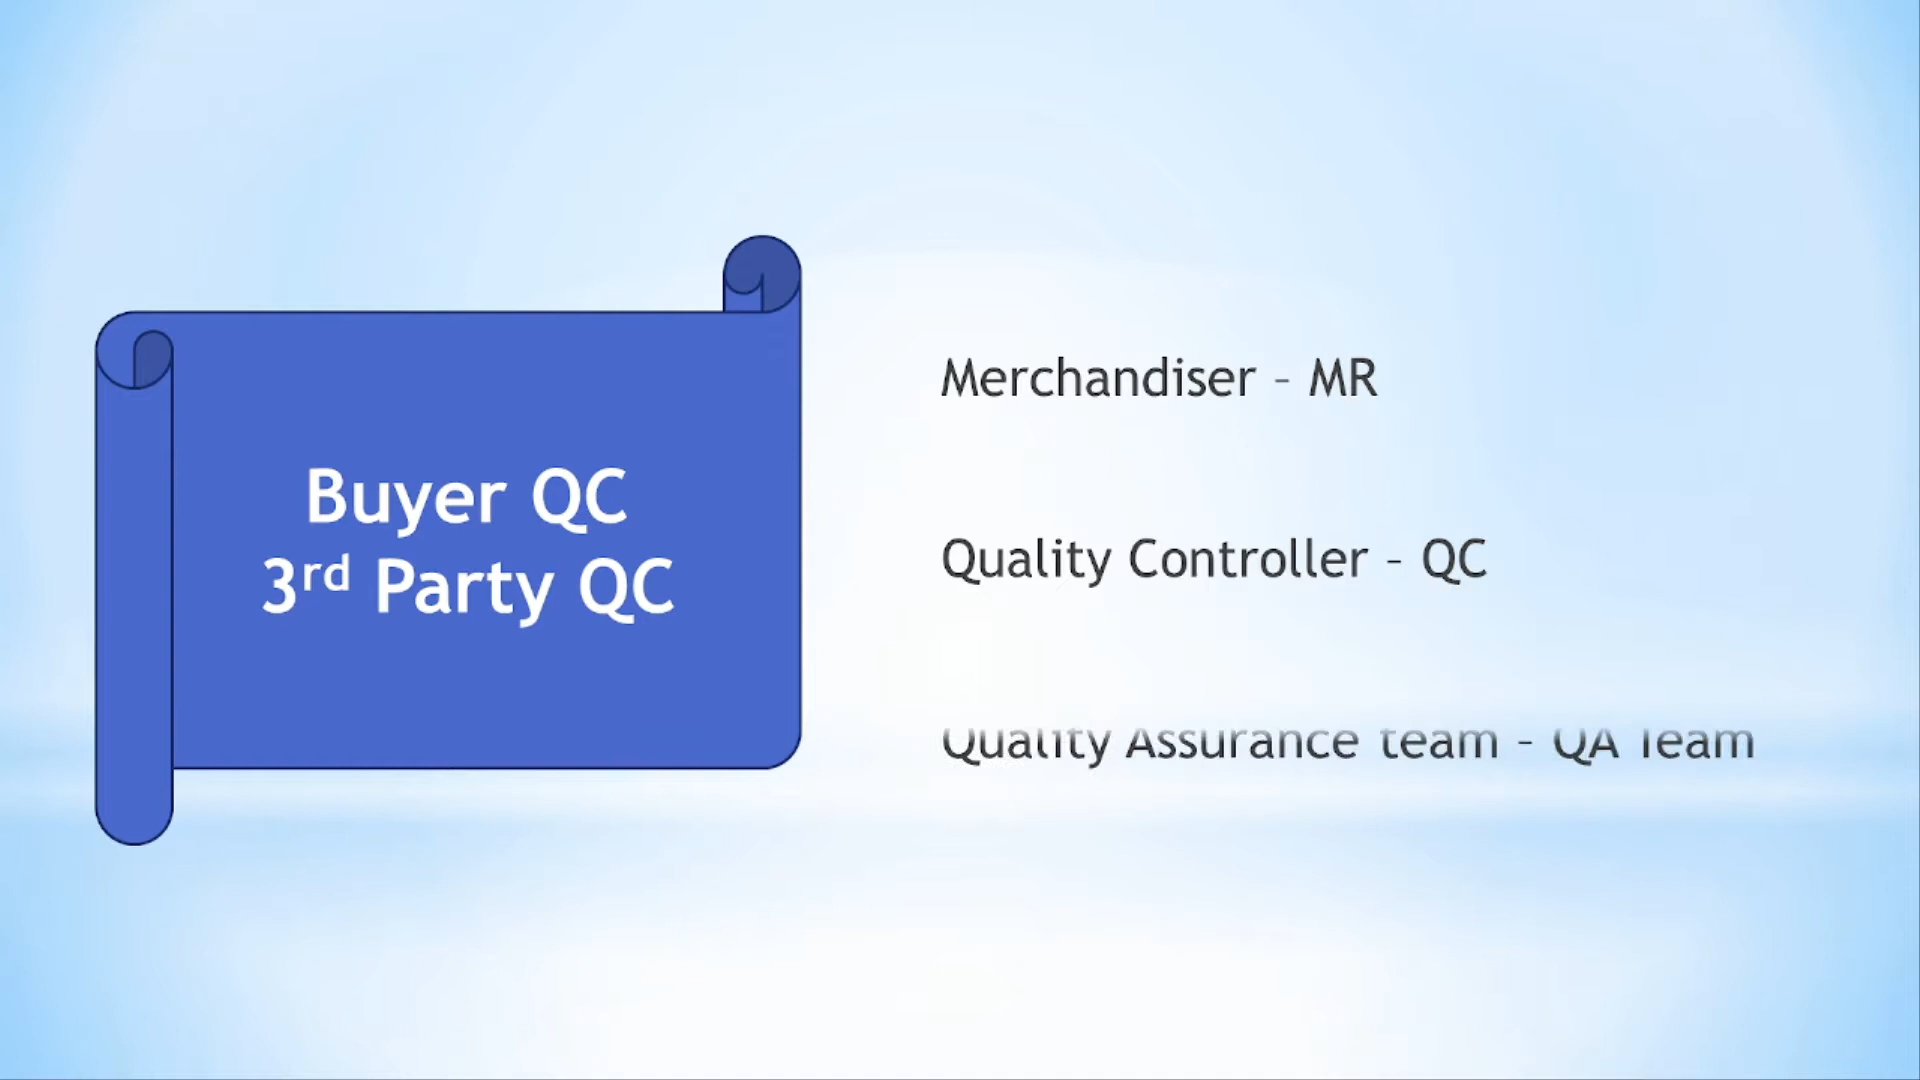 Buyer QC
3rd Party QC
Merchandiser – MR
Quality Controller – QC
Quality Assurance team – QA Team